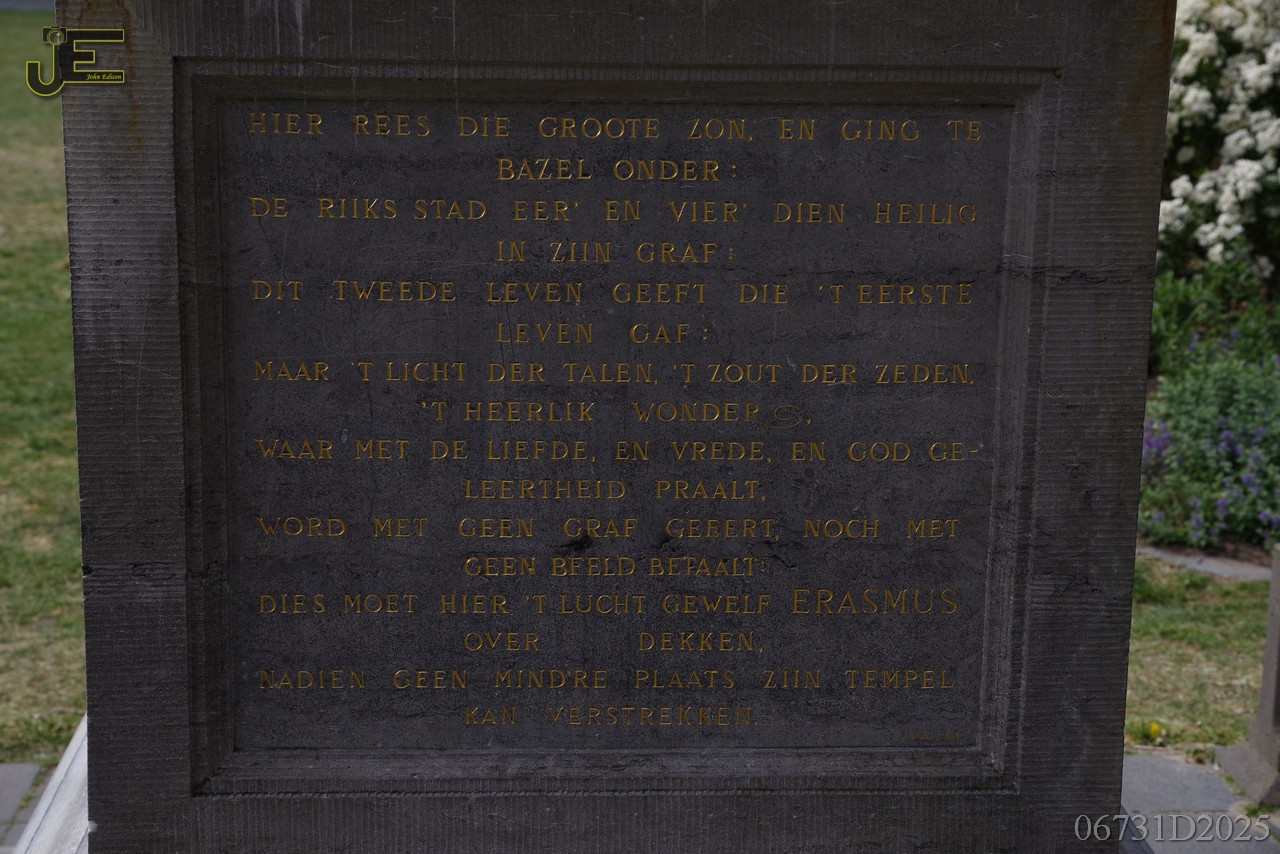 JE
John Edison
HIER REES DIE GROOTE ZON, EN GING TE
BAZEL ONDER:
DE RIIKS STAD EER' EN VIER' DIEN HEILIG
IN ZIIN GRAF:
DIT TWEEDE LEVEN GEEFT DIE 'T EERSTE
LEVEN GAF:
MAAR 'T LICHT DER TALEN, 'T ZOUT DER ZEDEN,
'T HEERLIK WONDER,
WAAR MET DE LIEFDE, EN VREDE, EN GOD GE-
LEERTHEID PRAALT,
WORD MET GEEN GRAF GEEERT, NOCH MET
GEEN BEELD BETAALT:
DIES MOET HIER 'T LUCHT GEWELF ERASMUS
OVER DEKKEN,
NADIEN GEEN MIND'RE PLAATS ZIIN TEMPEL
KAN VERSTREKKEN.
06731D2025